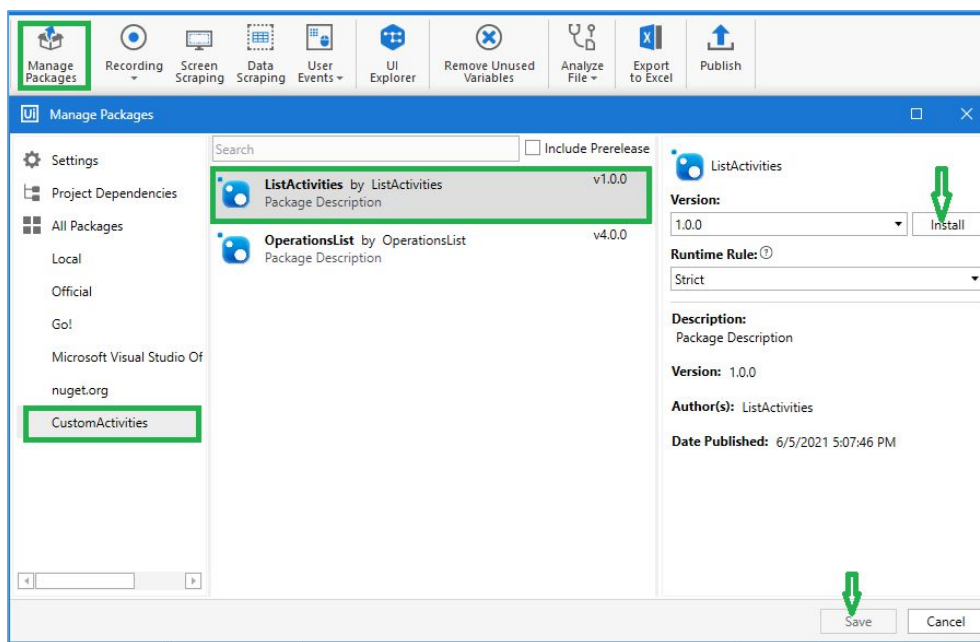 Manage
Packages
Recording
Screen
Scraping
Data
Scraping
User
Events
UI
Explorer
Remove Unused
Variables
Analyze
File
Export
to Excel
Publish
Ui Manage Packages
Settings
Project Dependencies
All Packages
Local
Official
Go!
Microsoft Visual Studio Of
nuget.org
CustomActivities
Search
Include Prerelease
ListActivities by ListActivities v1.0.0
Package Description
OperationsList by OperationsList v4.0.0
Package Description
ListActivities
Version:
1.0.0 Install
Runtime Rule: ?
Strict
Description:
Package Description
Version: 1.0.0
Author(s): ListActivities
Date Published: 6/5/2021 5:07:46 PM
Save Cancel